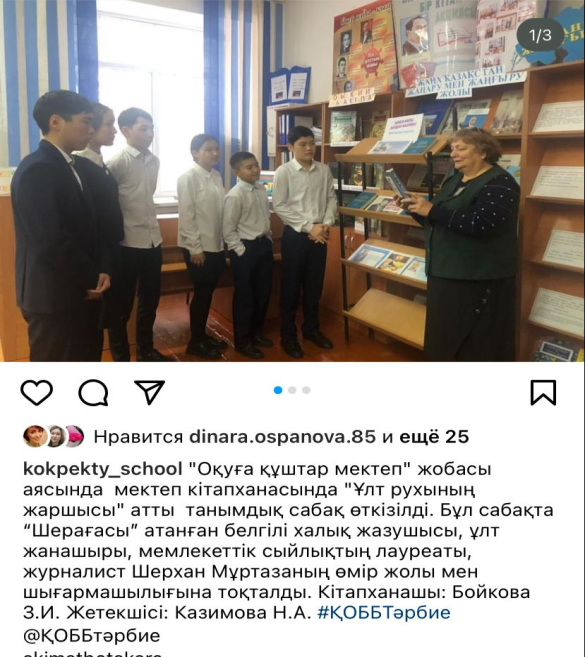 1/3
БІР КІТАП
ЖАҢА ҚАЗАҚСТАН
ЖАҢАРУ МЕН ЖАҢҒЫРУ
ЖОЛЫ
Нравится dinara.ospanova.85 и ещё 25
kokpekty_school "Оқуға құштар мектеп" жобасы
аясында мектеп кітапханасында "Ұлт рухының
жаршысы" атты танымдық сабақ өткізілді. Бұл сабақта
“Шерағасы” атанған белгілі халық жазушысы, ұлт
жанашыры, мемлекеттік сыйлықтың лауреаты,
журналист Шерхан Мұртазаның өмір жолы мен
шығармашылығына тоқталды. Кітапханашы: Бойкова
З.И. Жетекшісі: Казимова Н.А. #ҚОББТәрбие
@ҚОББтәрбие